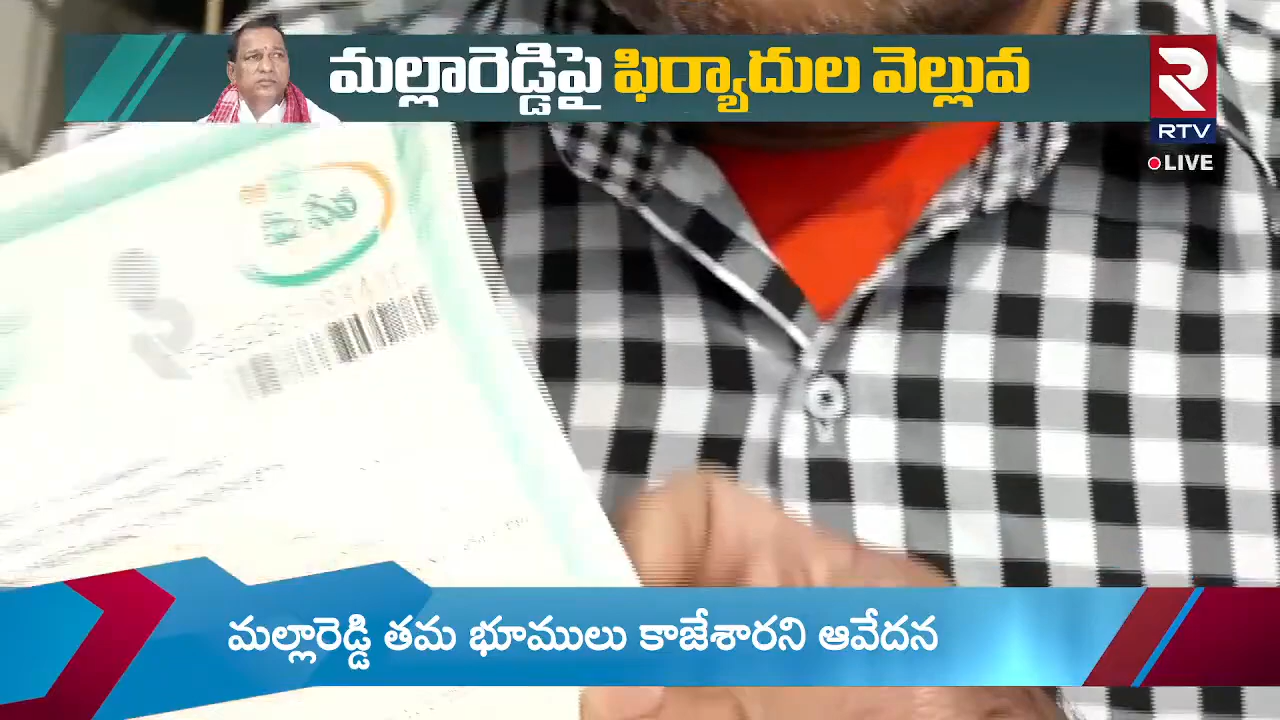 మల్లారెడ్డిపై ఫిర్యాదుల వెల్లువ
RTV
LIVE
మీ సేవ
మల్లారెడ్డి తమ భూములు కాజేశారని ఆవేదన